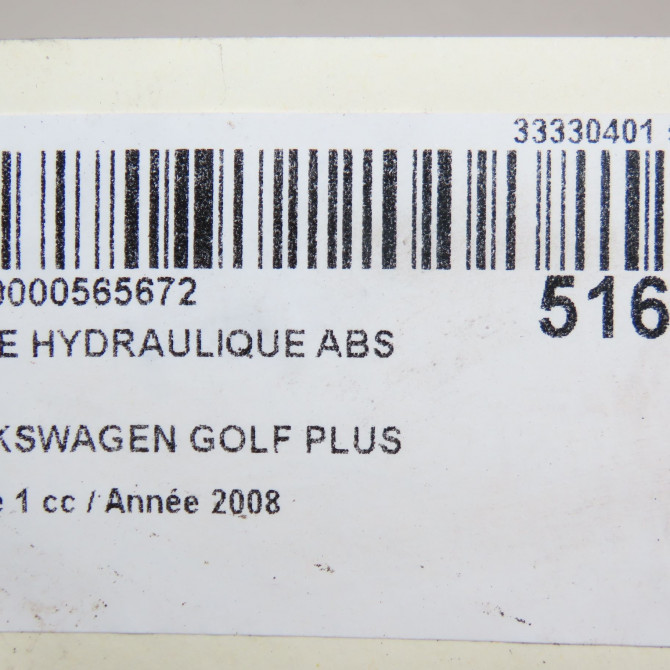 33330401
0000565672
516
E HYDRAULIQUE ABS
KSWAGEN GOLF PLUS
e 1 cc / Année 2008